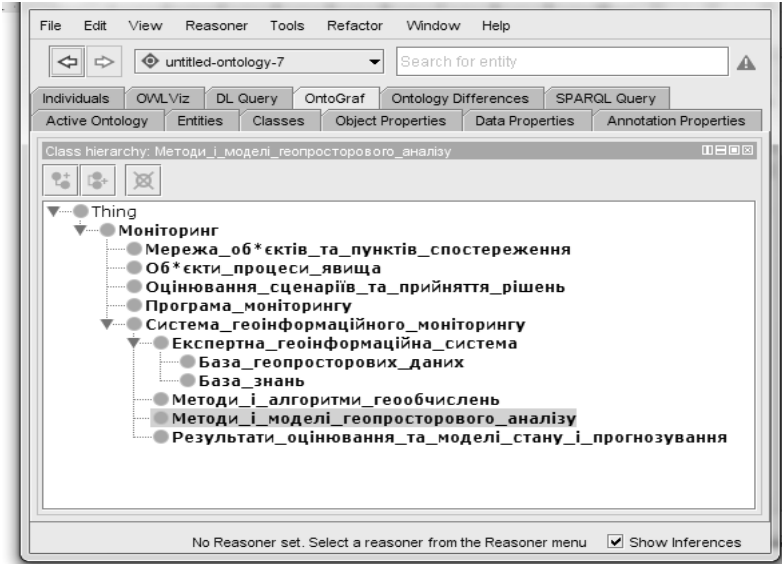 File Edit View Reasoner Tools Refactor Window Help
untitled-ontology-7 Search for entity
Individuals OWLViz DL Query OntoGraf Ontology Differences SPARQL Query
Active Ontology Entities Classes Object Properties Data Properties Annotation Properties
Class hierarchy: Методи_і_моделі_геопросторового_аналізу
Thing
Моніторинг
Мережа_об*єктів_та_пунктів_спостереження
Об*єкти_процеси_явища
Оцінювання_сценаріїв_та_прийняття_рішень
Програма_моніторингу
Система_геоінформаційного_моніторингу
Експертна_геоінформаційна_система
База_геопросторових_даних
База_знань
Методи_і_алгоритми_геообчислень
Методи_і_моделі_геопросторового_аналізу
Результати_оцінювання_та_моделі_стану_і_прогнозування
No Reasoner set. Select a reasoner from the Reasoner menu Show Inferences